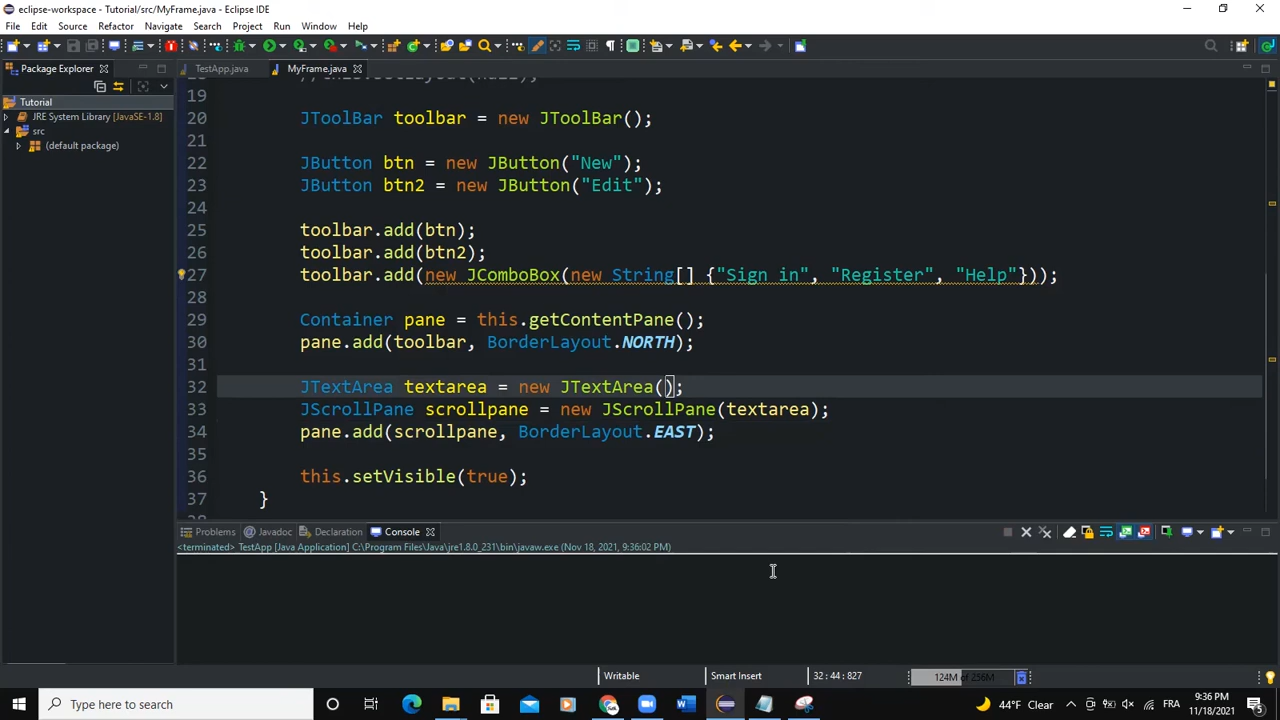 eclipse-workspace - Tutorial/src/MyFrame.java - Eclipse IDE
File Edit Source Refactor Navigate Search Project Run Window Help
Package Explorer
TestApp.java
MyFrame.java
Tutorial
JRE System Library [JavaSE-1.8]
src
(default package)
19
20 JToolBar toolbar = new JToolBar();
21
22 JButton btn = new JButton("New");
23 JButton btn2 = new JButton("Edit");
24
25 toolbar.add(btn);
26 toolbar.add(btn2);
27 toolbar.add(new JComboBox(new String[] {"Sign in", "Register", "Help"}));
28
29 Container pane = this.getContentPane();
30 pane.add(toolbar, BorderLayout.NORTH);
31
32 JTextArea textarea = new JTextArea();
33 JScrollPane scrollpane = new JScrollPane(textarea);
34 pane.add(scrollpane, BorderLayout.EAST);
35
36 this.setVisible(true);
37 }
Problems Javadoc Declaration Console
<terminated> TestApp [Java Application] C:\Program Files\Java\jre1.8.0_231\bin\javaw.exe (Nov 18, 2021, 9:36:02 PM)
Writable Smart Insert 32 : 44 : 827 124M of 256M
Type here to search
44°F Clear
FRA
9:36 PM
11/18/2021